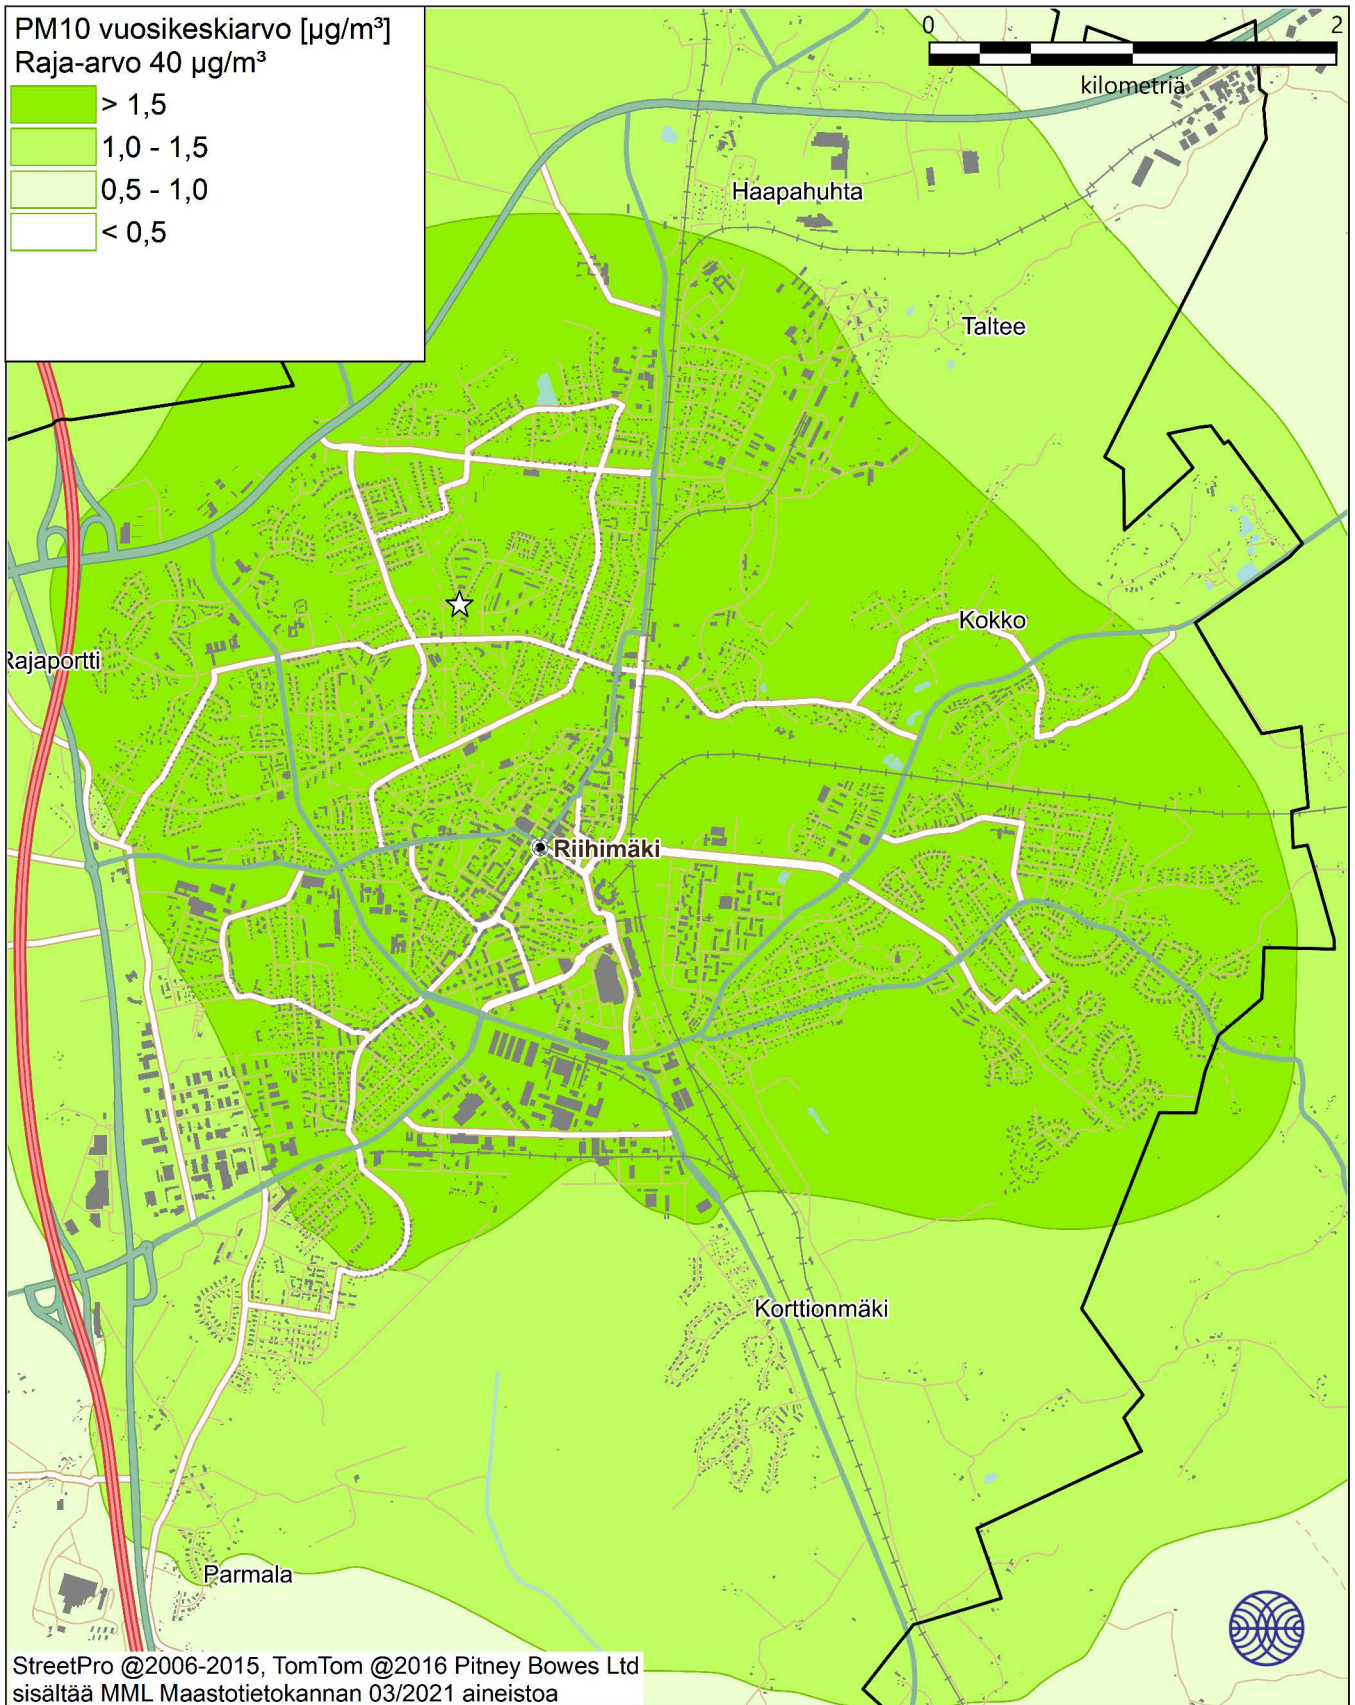 PM10 vuosikeskiarvo [µg/m³]
Raja-arvo 40 µg/m³
> 1,5
1,0 - 1,5
0,5 - 1,0
< 0,5
0 2
kilometriä
Haapahuhta
Taltee
Kokko
Rajaportti
Riihimäki
Korttionmäki
Parmala
StreetPro @2006-2015, TomTom @2016 Pitney Bowes Ltd
sisältää MML Maastotietokannan 03/2021 aineistoa